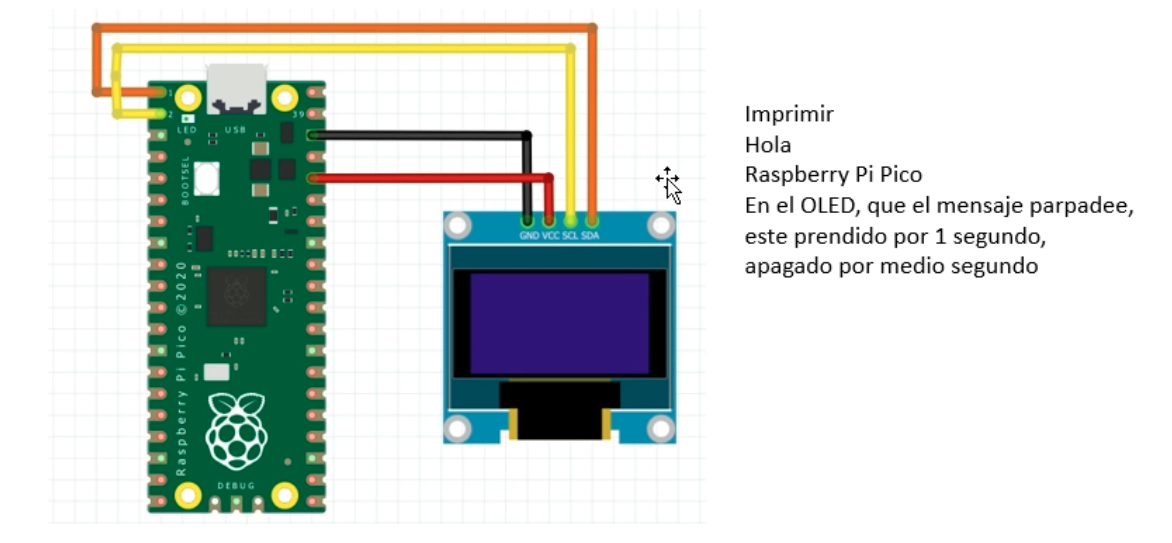 1
2
39
LED
USB
BOOTSEL
Raspberry Pi Pico ©2020
DEBUG
GND VCC SCL SDA
Imprimir
Hola
Raspberry Pi Pico
En el OLED, que el mensaje parpadee,
este prendido por 1 segundo,
apagado por medio segundo